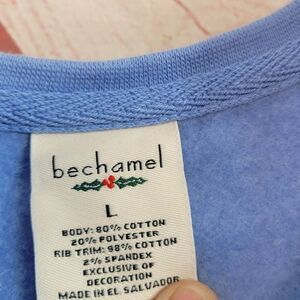 bechamel
L
BODY: 80% COTTON
20% POLYESTER
RIB TRIM: 98% COTTON
2% SPANDEX
EXCLUSIVE OF
DECORATION
MADE IN EL SALVADOR